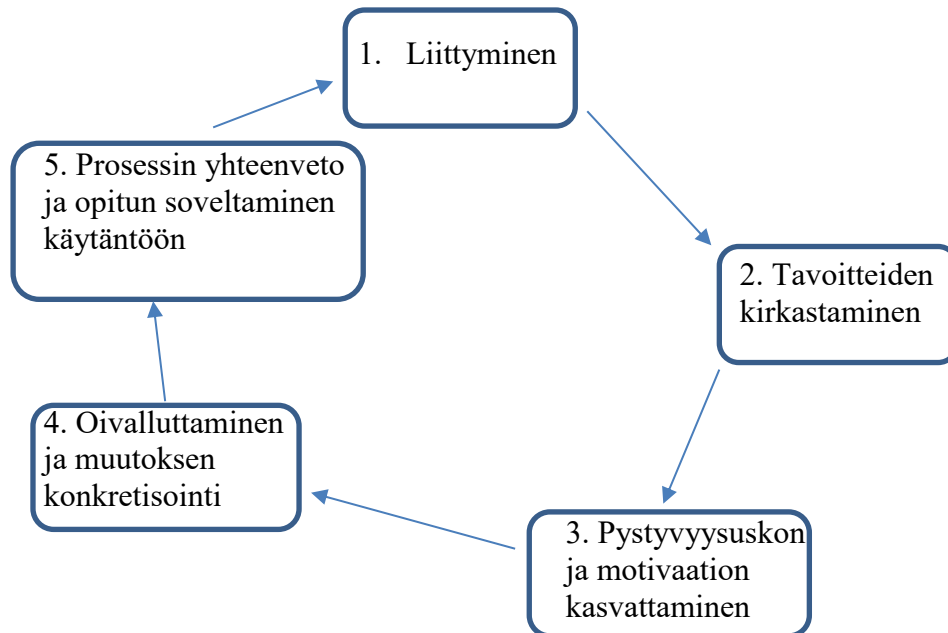 1. Liittyminen
2. Tavoitteiden
kirkastaminen
3. Pystyvyysuskon
ja motivaation
kasvattaminen
4. Oivalluttaminen
ja muutoksen
konkretisointi
5. Prosessin yhteenveto
ja opitun soveltaminen
käytäntöön